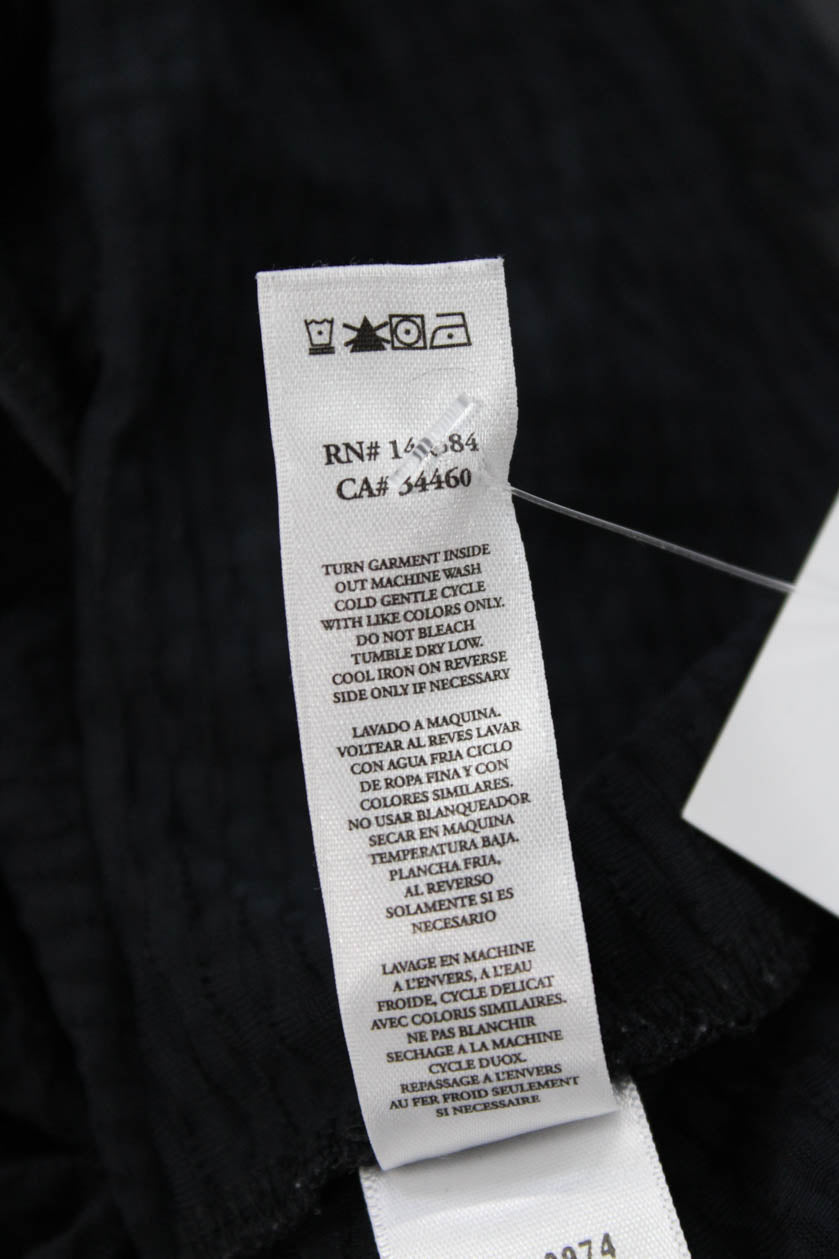 RN#
CA# 34460
TURN GARMENT INSIDE
OUT MACHINE WASH
COLD GENTLE CYCLE
WITH LIKE COLORS ONLY.
DO NOT BLEACH
TUMBLE DRY LOW.
COOL IRON ON REVERSE
SIDE ONLY IF NECESSARY
LAVADO A MAQUINA.
VOLTEAR AL REVES LAVAR
CON AGUA FRIA CICLO
DE ROPA FINA Y CON
COLORES SIMILARES.
NO USAR BLANQUEADOR
SECAR EN MAQUINA
TEMPERATURA BAJA.
PLANCHA FRIA,
AL REVERSO
SOLAMENTE SI ES
NECESARIO
LAVAGE EN MACHINE
A L'ENVERS, A L'EAU
FROIDE, CYCLE DELICAT
AVEC COLORIS SIMILAIRES.
NE PAS BLANCHIR
SECHAGE A LA MACHINE
CYCLE DUOX.
REPASSAGE A L'ENVERS
AU FER FROID SEULEMENT
SI NECESSAIRE